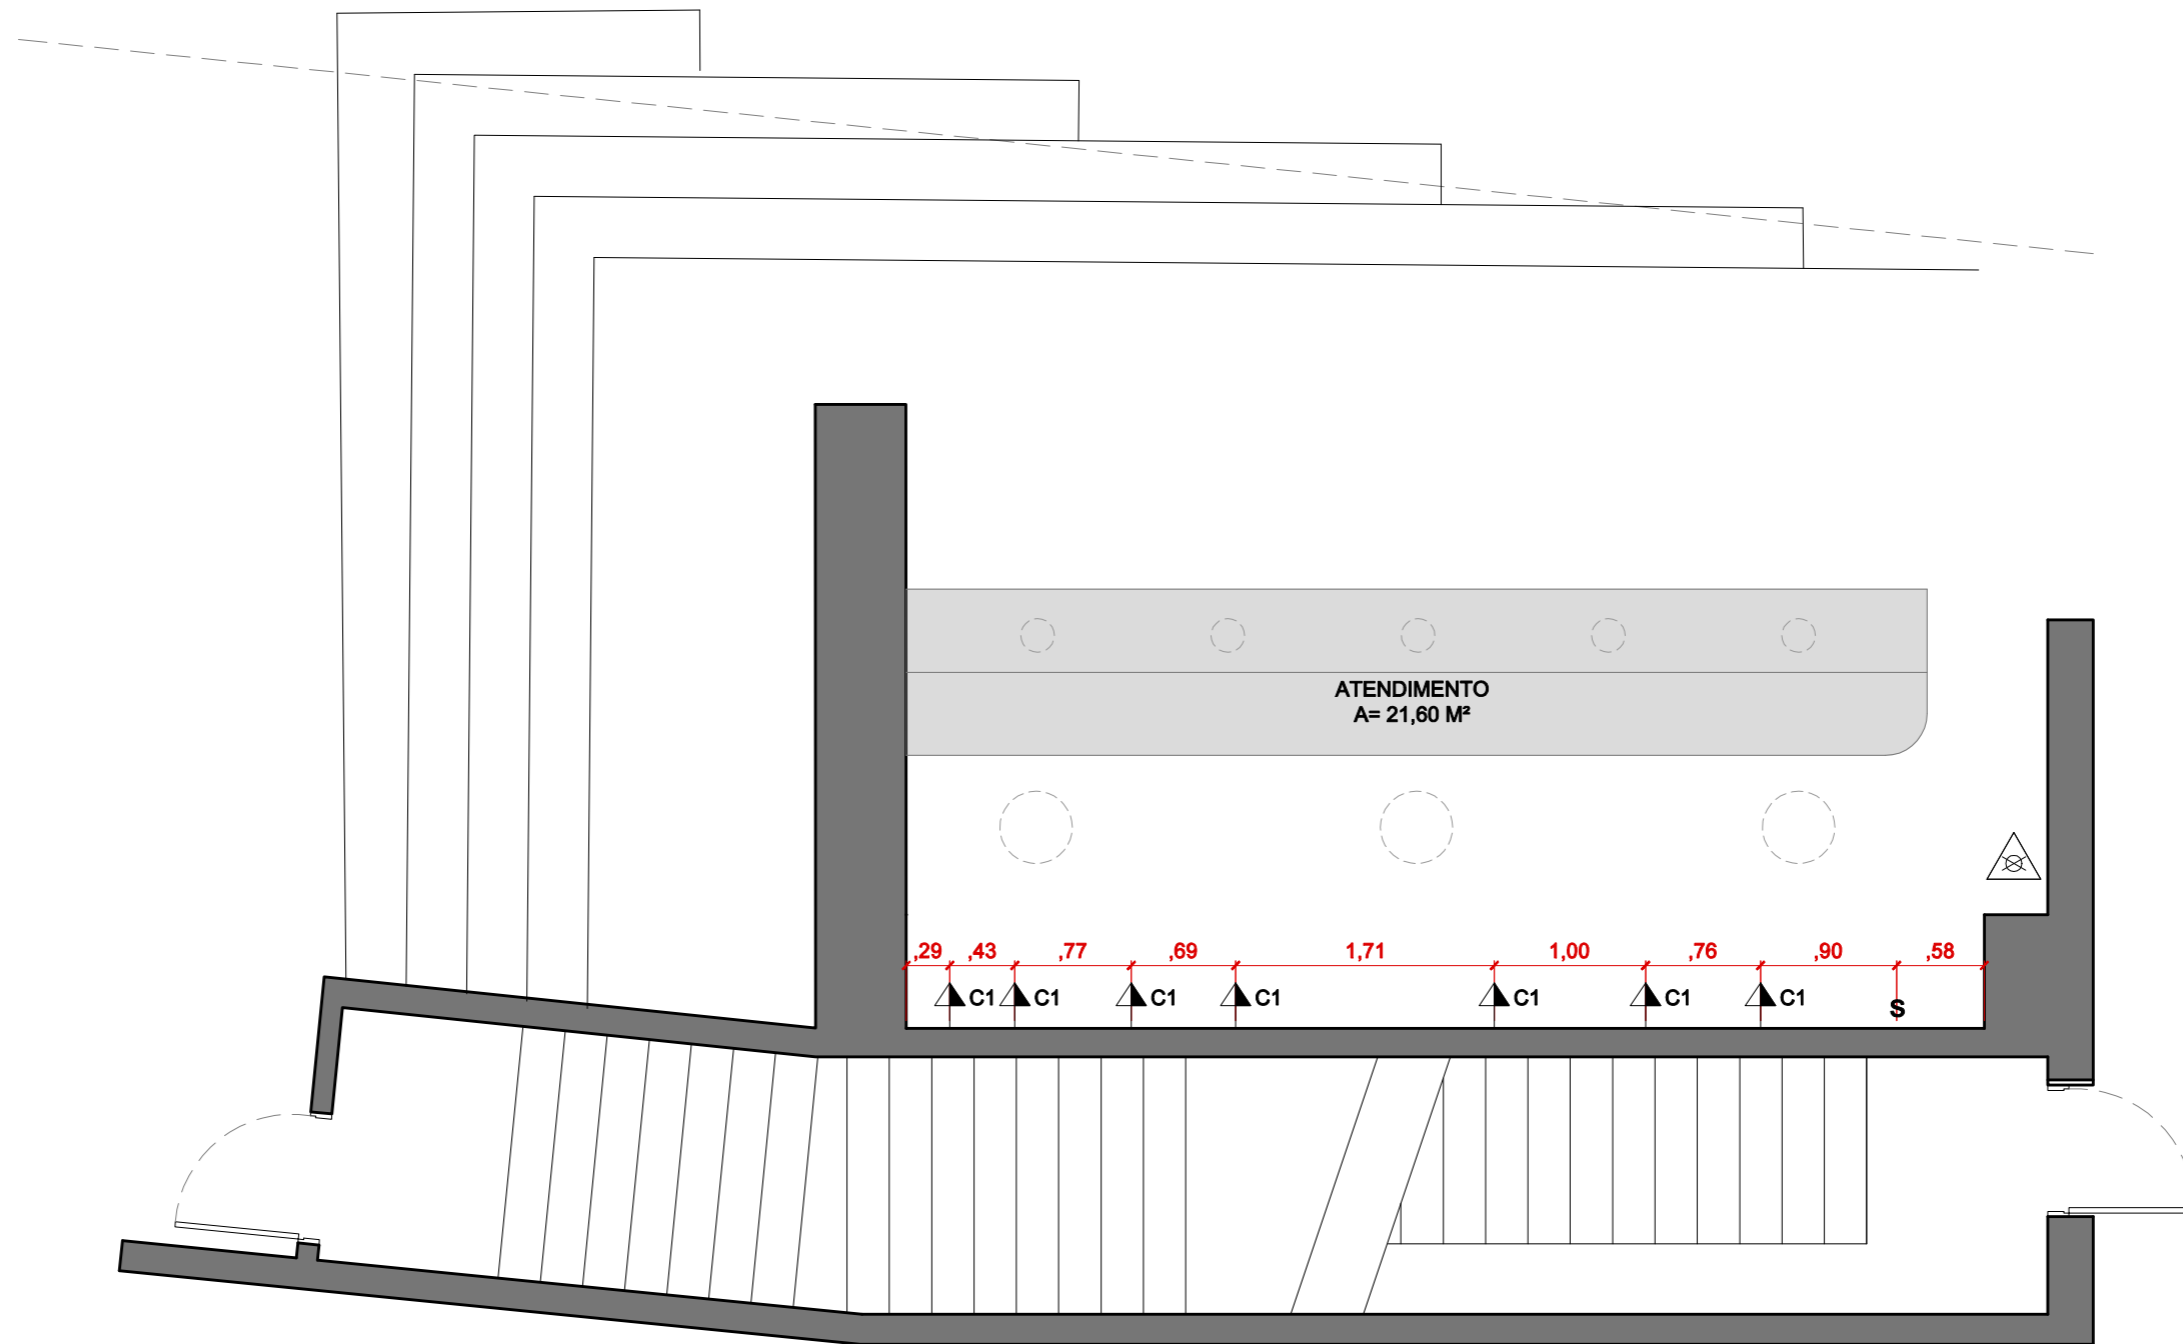 ATENDIMENTO
A= 21,60 M²
,29 ,43 ,77 ,69 1,71 1,00 ,76 ,90 ,58
C1 C1 C1 C1 C1 C1 C1 S